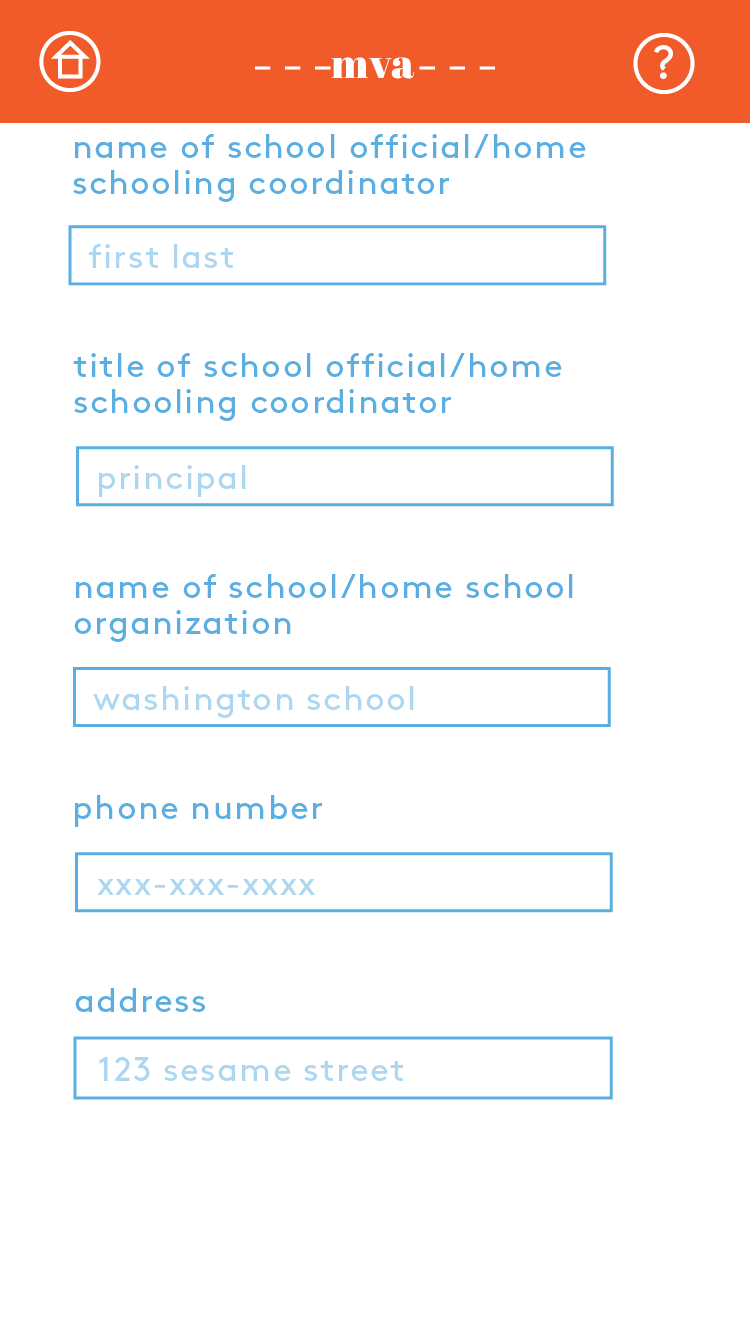 - - -mva- - -
?
name of school official/home
schooling coordinator
first last
title of school official/home
schooling coordinator
principal
name of school/home school
organization
washington school
phone number
xxx-xxx-xxxx
address
123 sesame street